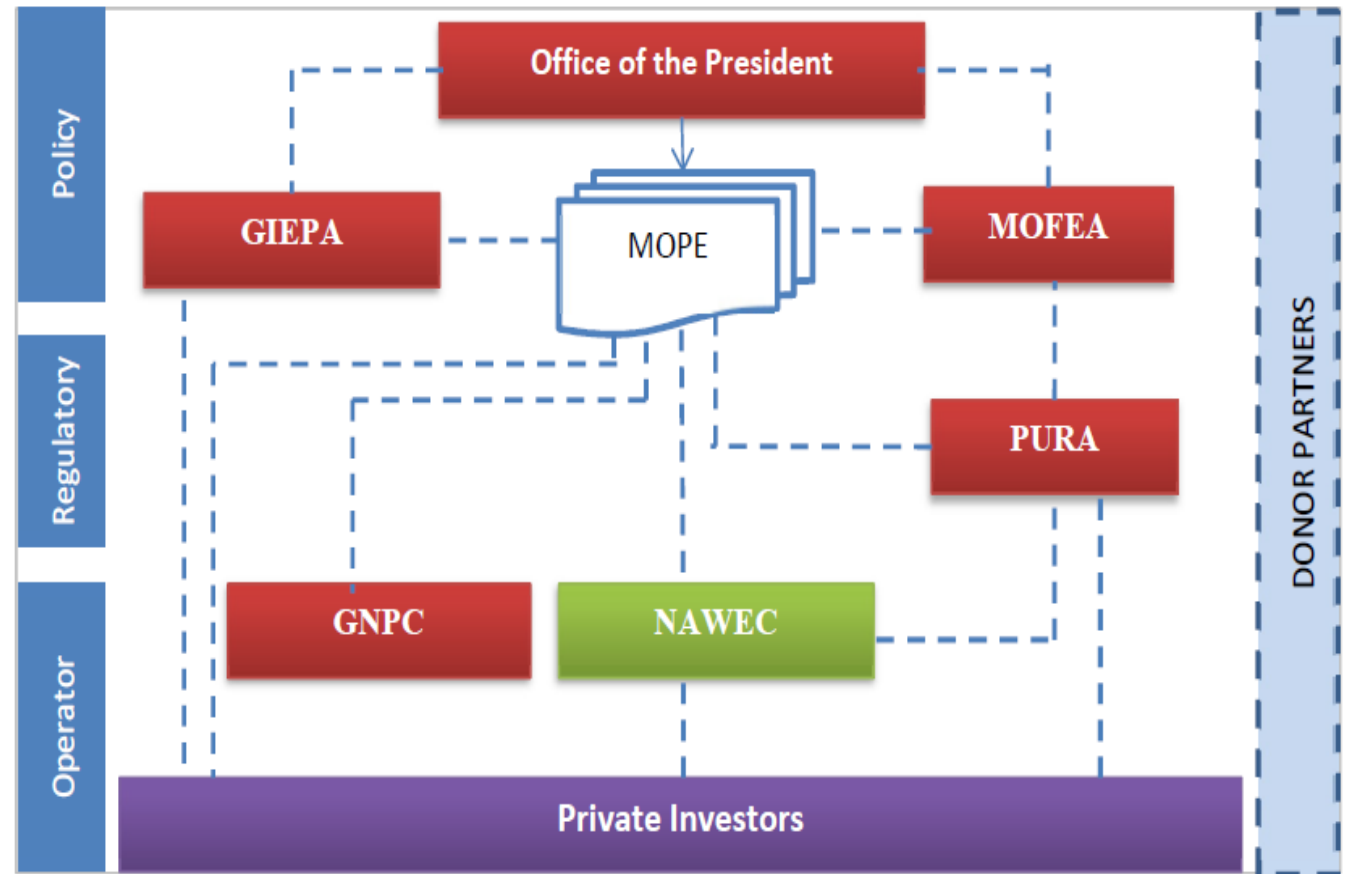 Policy
Office of the President
GIEPA
MOPE
MOFEA
Regulatory
PURA
Operator
GNPC
NAWEC
Private Investors
DONOR PARTNERS